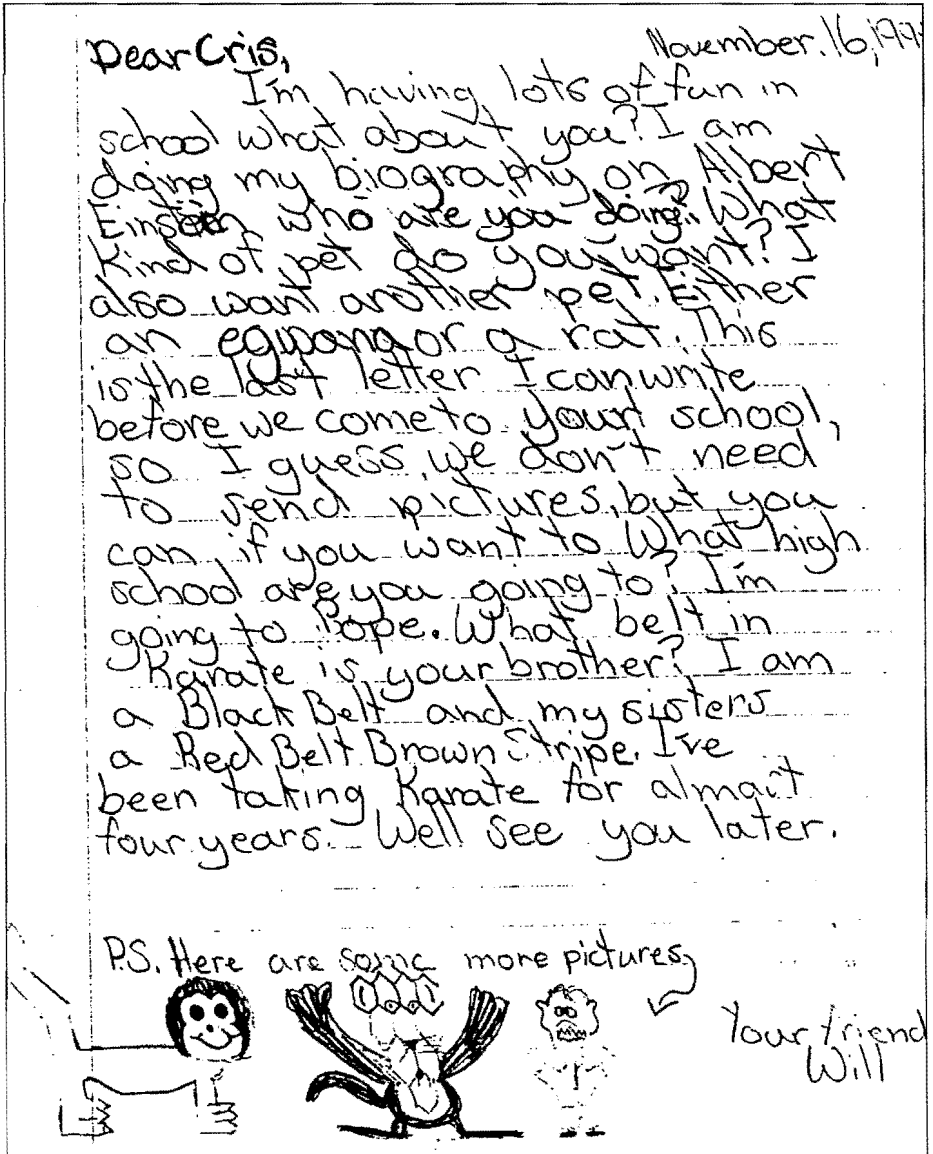 November. 16, 199
Dear Cris,
I'm having lots of fun in
school what about you? I am
doing my biography on Albert
Einstein who are you doing? What
Kind of pet do you want? I
also want another pet. Either
an egwana or a rat. This
is the last letter I can write
before we come to your school,
so I guess we don't need
to send pictures, but you
can if you want to What high
school are you going to? I'm
going to Pope. What belt in
Karate is your brother? I am
a Black Belt and my sisters
a Red Belt Brown Stripe. I've
been taking Karate for almost
four years. Well see you later.
P.S. Here are some more pictures
Your friend
Will